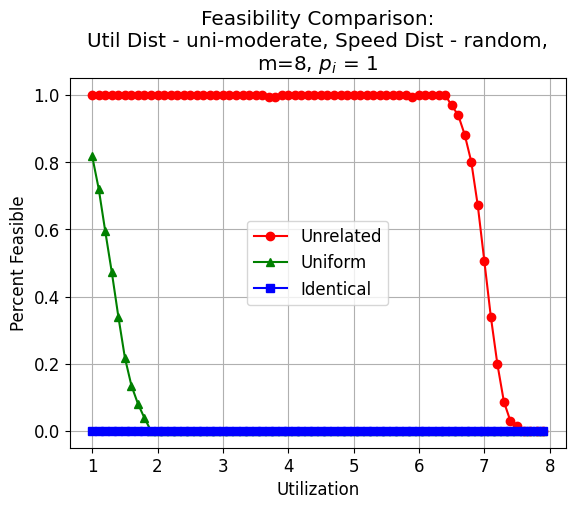 Feasibility Comparison:
Util Dist - uni-moderate, Speed Dist - random,
m=8, $p_i$ = 1
Percent Feasible
1.0
0.8
0.6
0.4
0.2
0.0
Unrelated
Uniform
Identical
1 2 3 4 5 6 7 8
Utilization